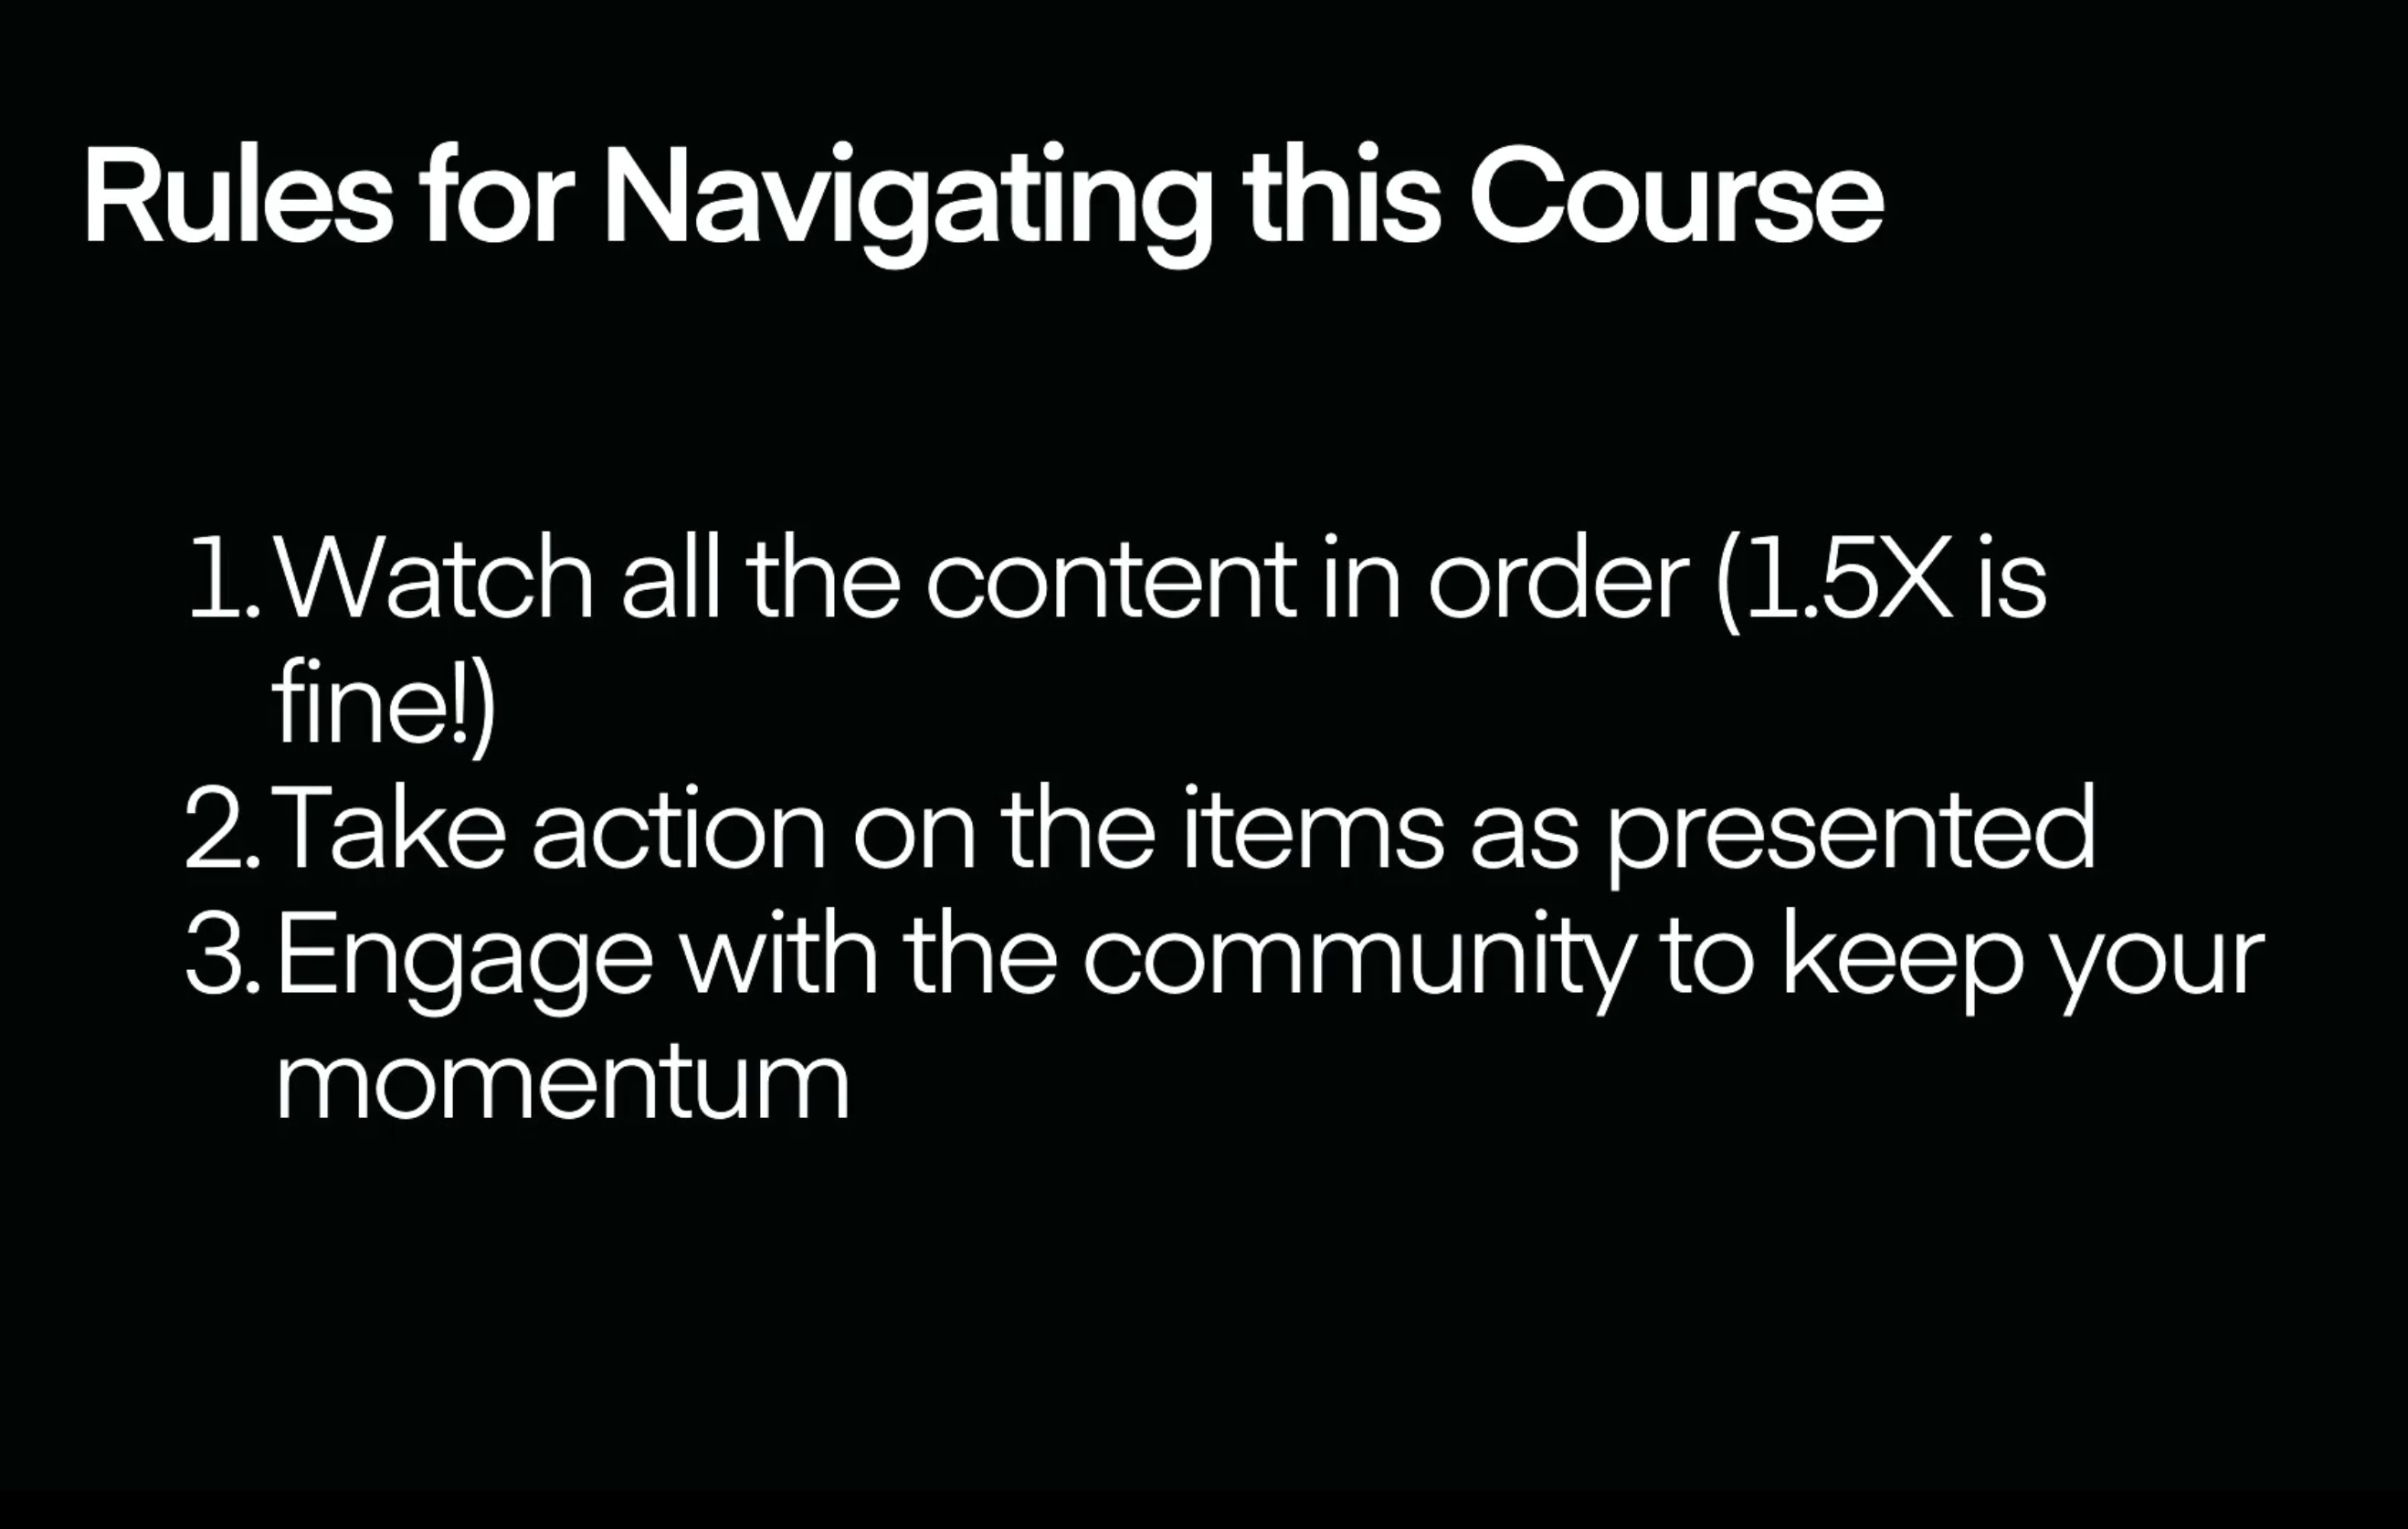 Rules for Navigating this Course
1. Watch all the content in order (1.5X is
fine!)
2. Take action on the items as presented
3. Engage with the community to keep your
momentum